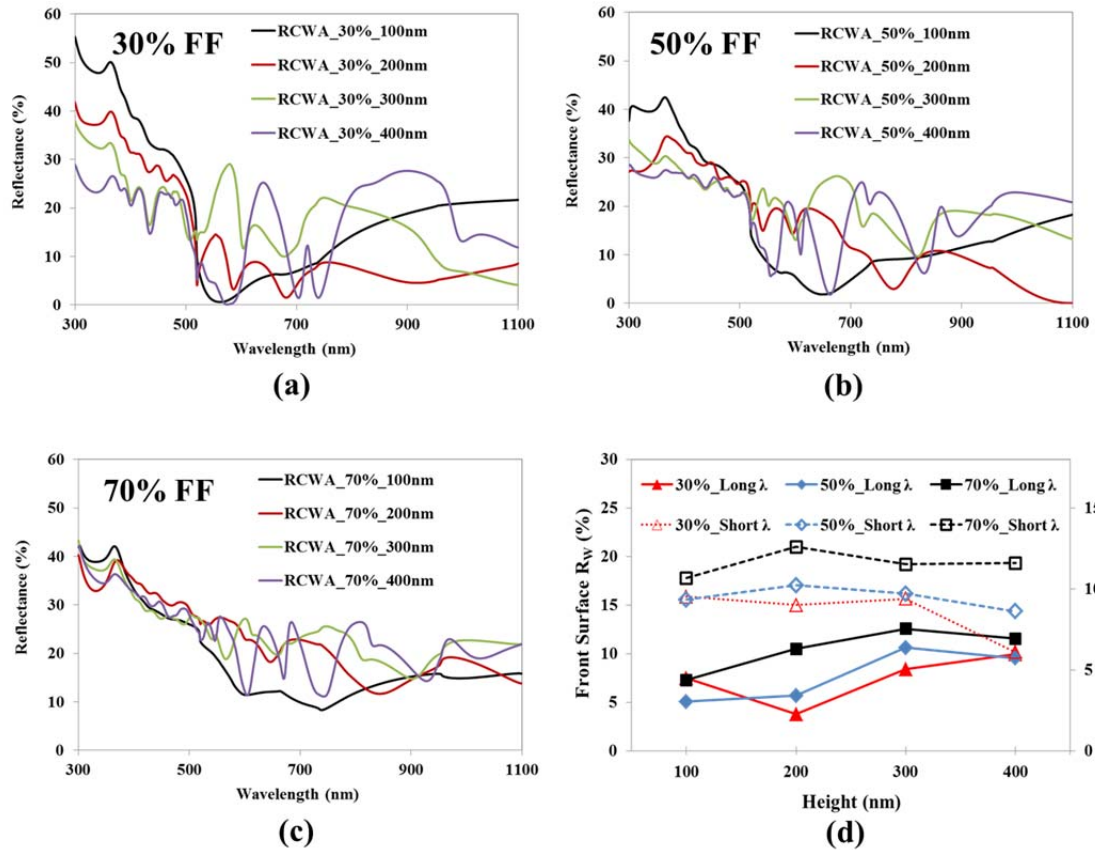 60
50
40
30
20
10
0
Reflectance (%)
30% FF
RCWA_30%_100nm
RCWA_30%_200nm
RCWA_30%_300nm
RCWA_30%_400nm
300 500 700 900 1100
Wavelength (nm)
(a)
60
50
40
30
20
10
0
Reflectance (%)
50% FF
RCWA_50%_100nm
RCWA_50%_200nm
RCWA_50%_300nm
RCWA_50%_400nm
300 500 700 900 1100
Wavelength (nm)
(b)
60
50
40
30
20
10
0
Reflectance (%)
70% FF
RCWA_70%_100nm
RCWA_70%_200nm
RCWA_70%_300nm
RCWA_70%_400nm
300 500 700 900 1100
Wavelength (nm)
(c)
30
25
20
15
10
5
0
Front Surface RW (%)
30%_Long λ 50%_Long λ 70%_Long λ
30%_Short λ 50%_Short λ 70%_Short λ
10
5
0
100 200 300 400
Height (nm)
(d)